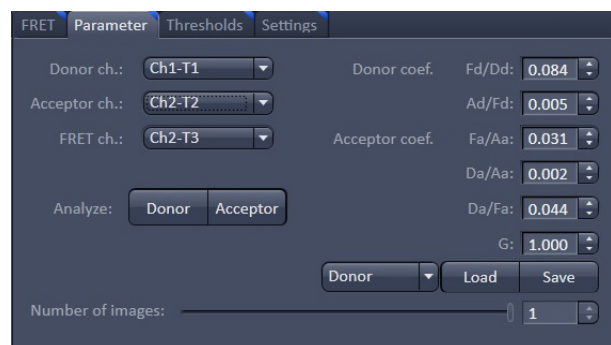 FRET Parameter Thresholds Settings
Donor ch.: Ch1-T1 Donor coef. Fd/Dd: 0.084
Acceptor ch.: Ch2-T2 Ad/Fd: 0.005
FRET ch.: Ch2-T3 Acceptor coef. Fa/Aa: 0.031
Da/Aa: 0.002
Analyze: Donor Acceptor Da/Fa: 0.044
G: 1.000
Donor Load Save
Number of images: 1